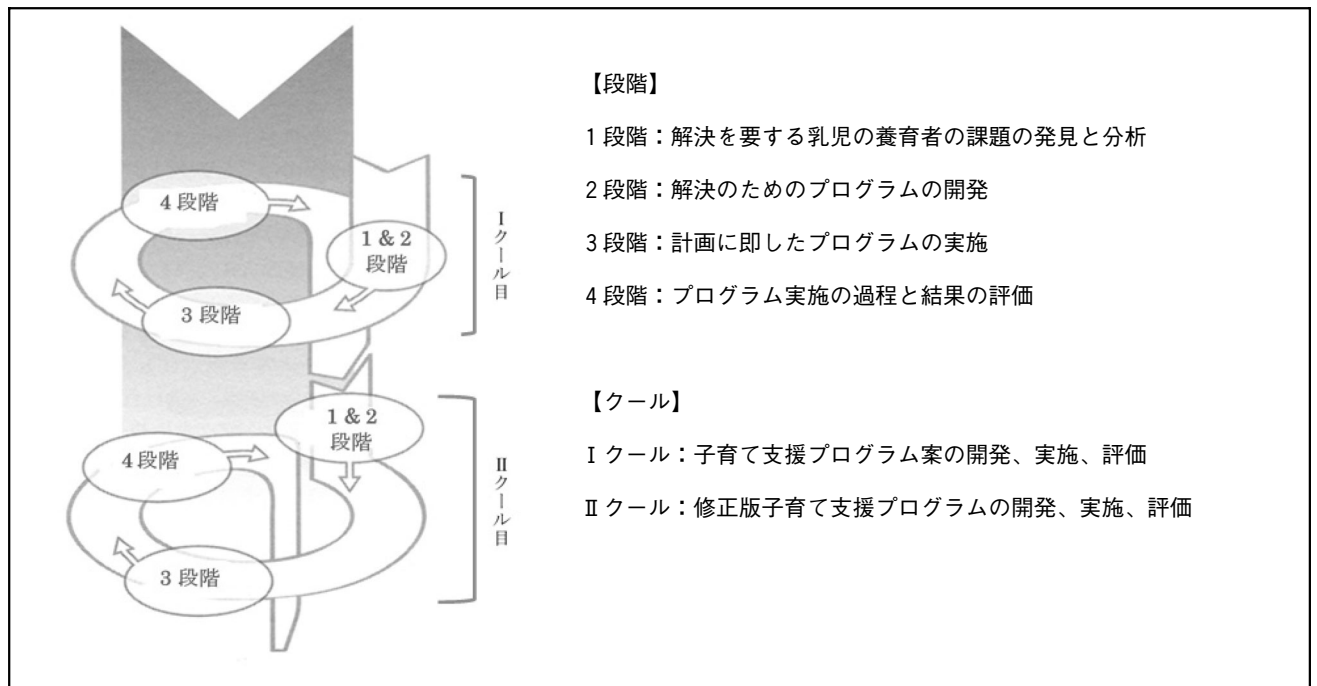 4 段階
1 & 2
段階
3 段階
Ⅰクール目
1 & 2
段階
4 段階
3 段階
Ⅱクール目
【段階】
1 段階：解決を要する乳児の養育者の課題の発見と分析
2 段階：解決のためのプログラムの開発
3 段階：計画に即したプログラムの実施
4 段階：プログラム実施の過程と結果の評価
【クール】
Ⅰクール：子育て支援プログラム案の開発、実施、評価
Ⅱクール：修正版子育て支援プログラムの開発、実施、評価